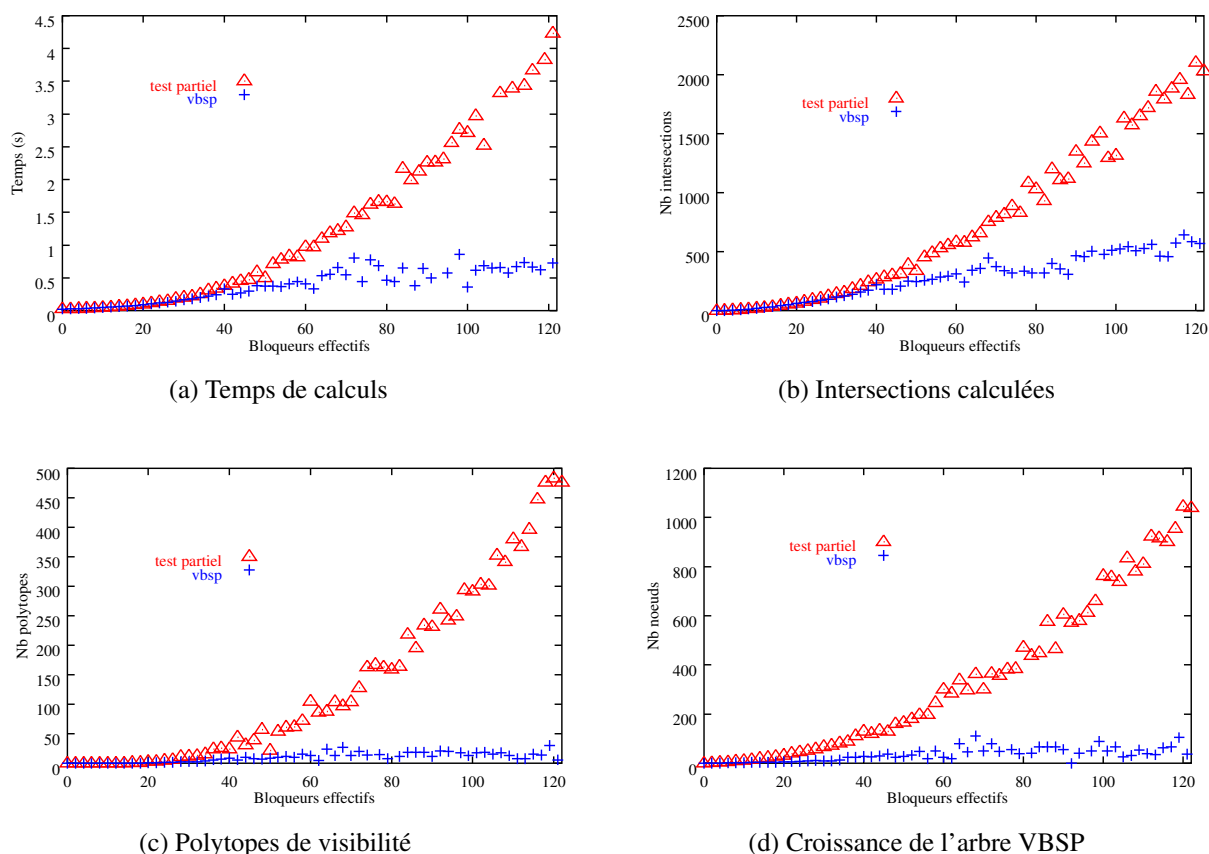 4.5
4
3.5
3
2.5
2
1.5
1
0.5
0
Temps (s)
test partiel
vbsp
0 20 40 60 80 100 120
Bloqueurs effectifs
(a) Temps de calculs
2500
2000
1500
1000
500
0
Nb intersections
test partiel
vbsp
0 20 40 60 80 100 120
Bloqueurs effectifs
(b) Intersections calculées
500
450
400
350
300
250
200
150
100
50
0
Nb polytopes
test partiel
vbsp
0 20 40 60 80 100 120
Bloqueurs effectifs
(c) Polytopes de visibilité
1200
1000
800
600
400
200
0
Nb noeuds
test partiel
vbsp
0 20 40 60 80 100 120
Bloqueurs effectifs
(d) Croissance de l'arbre VBSP